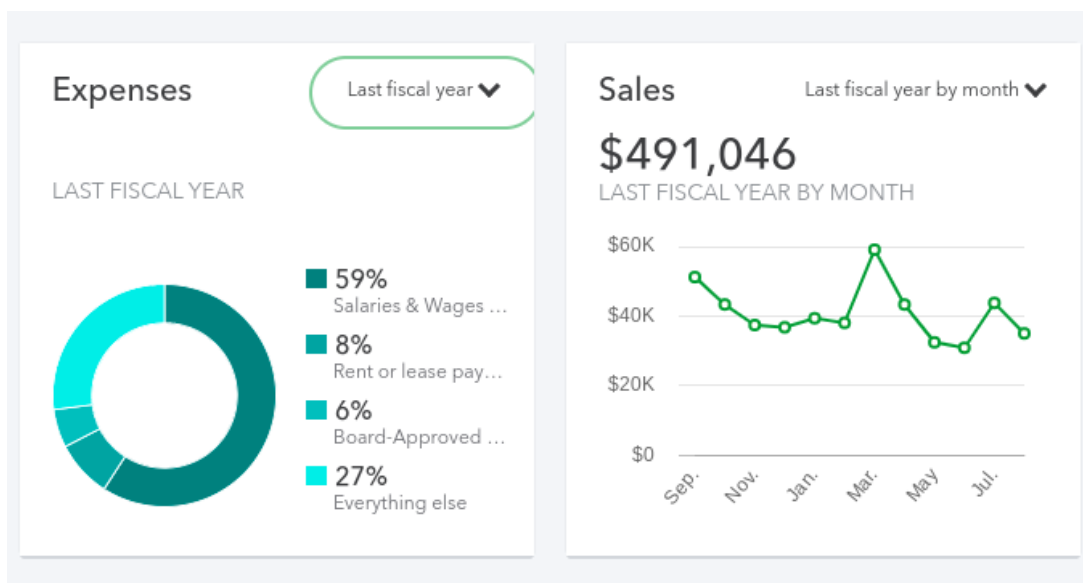 Expenses
Last fiscal year
LAST FISCAL YEAR
59%
Salaries & Wages ...
8%
Rent or lease pay...
6%
Board-Approved ...
27%
Everything else
Sales
Last fiscal year by month
$491,046
LAST FISCAL YEAR BY MONTH
$60K
$40K
$20K
$0
Sep. Nov. Jan. Mar. May Jul.